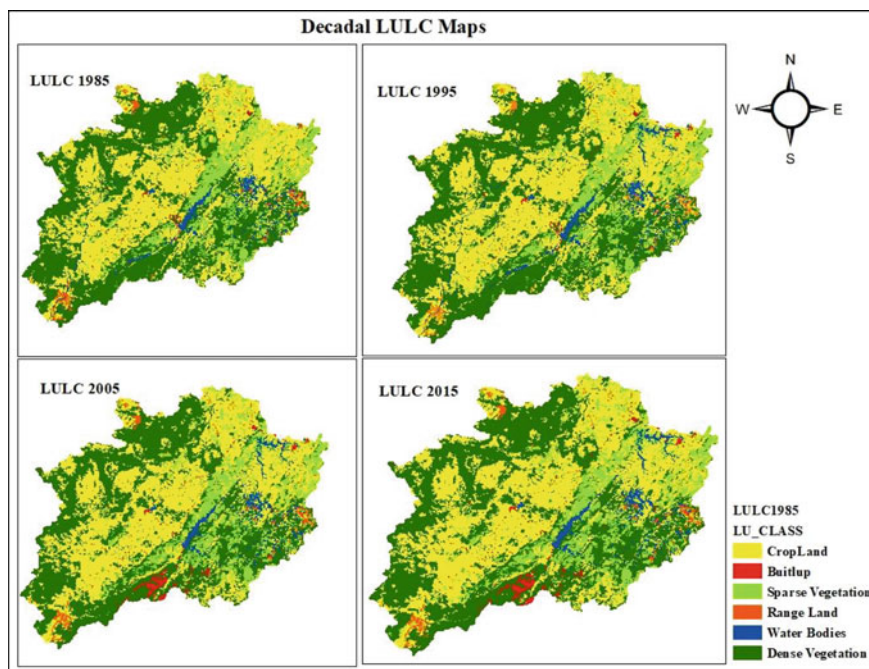 Decadal LULC Maps
LULC 1985
LULC 1995
N
W
E
S
LULC 2005
LULC 2015
LULC1985
LU_CLASS
CropLand
Buitlup
Sparse Vegetation
Range Land
Water Bodies
Dense Vegetation